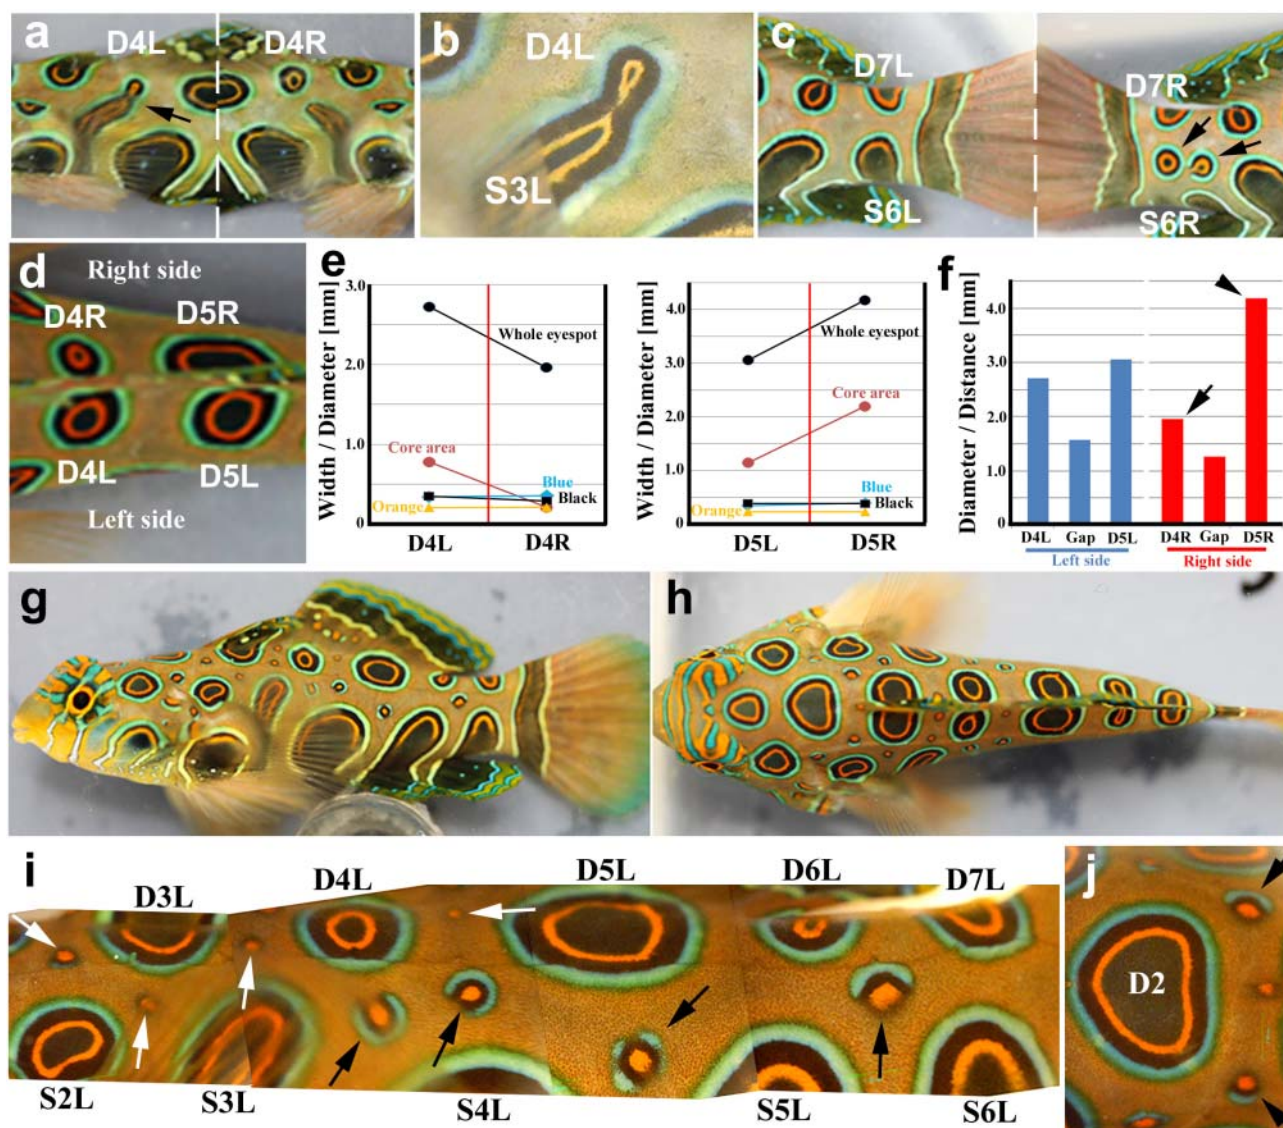 a
D4L
D4R
b
D4L
S3L
c
D7L
D7R
S6L
S6R
d
Right side
D4R
D5R
D4L
D5L
Left side
e
Width / Diameter [mm]
3.0
2.0
1.0
0
Whole eyespot
Core area
Blue
Black
Orange
D4L
D4R
Width / Diameter [mm]
4.0
3.0
2.0
1.0
0
Whole eyespot
Core area
Blue
Black
Orange
D5L
D5R
f
Diameter / Distance [mm]
4.0
3.0
2.0
1.0
0
D4L Gap D5L
D4R Gap D5R
Left side
Right side
g
h
i
D3L
D4L
D5L
D6L
D7L
S2L
S3L
S4L
S5L
S6L
j
D2